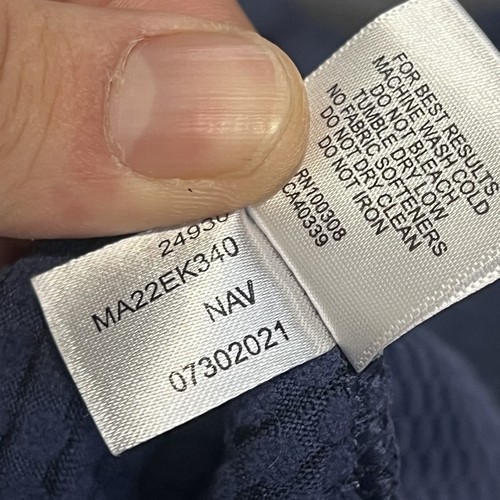 FOR BEST RESULTS
MACHINE WASH COLD
DO NOT BLEACH
TUMBLE DRY LOW
NO FABRIC SOFTENERS
DO NOT DRY CLEAN
DO NOT IRON
RN100308
CA40339
24930
MA22EK340
NAV
07302021